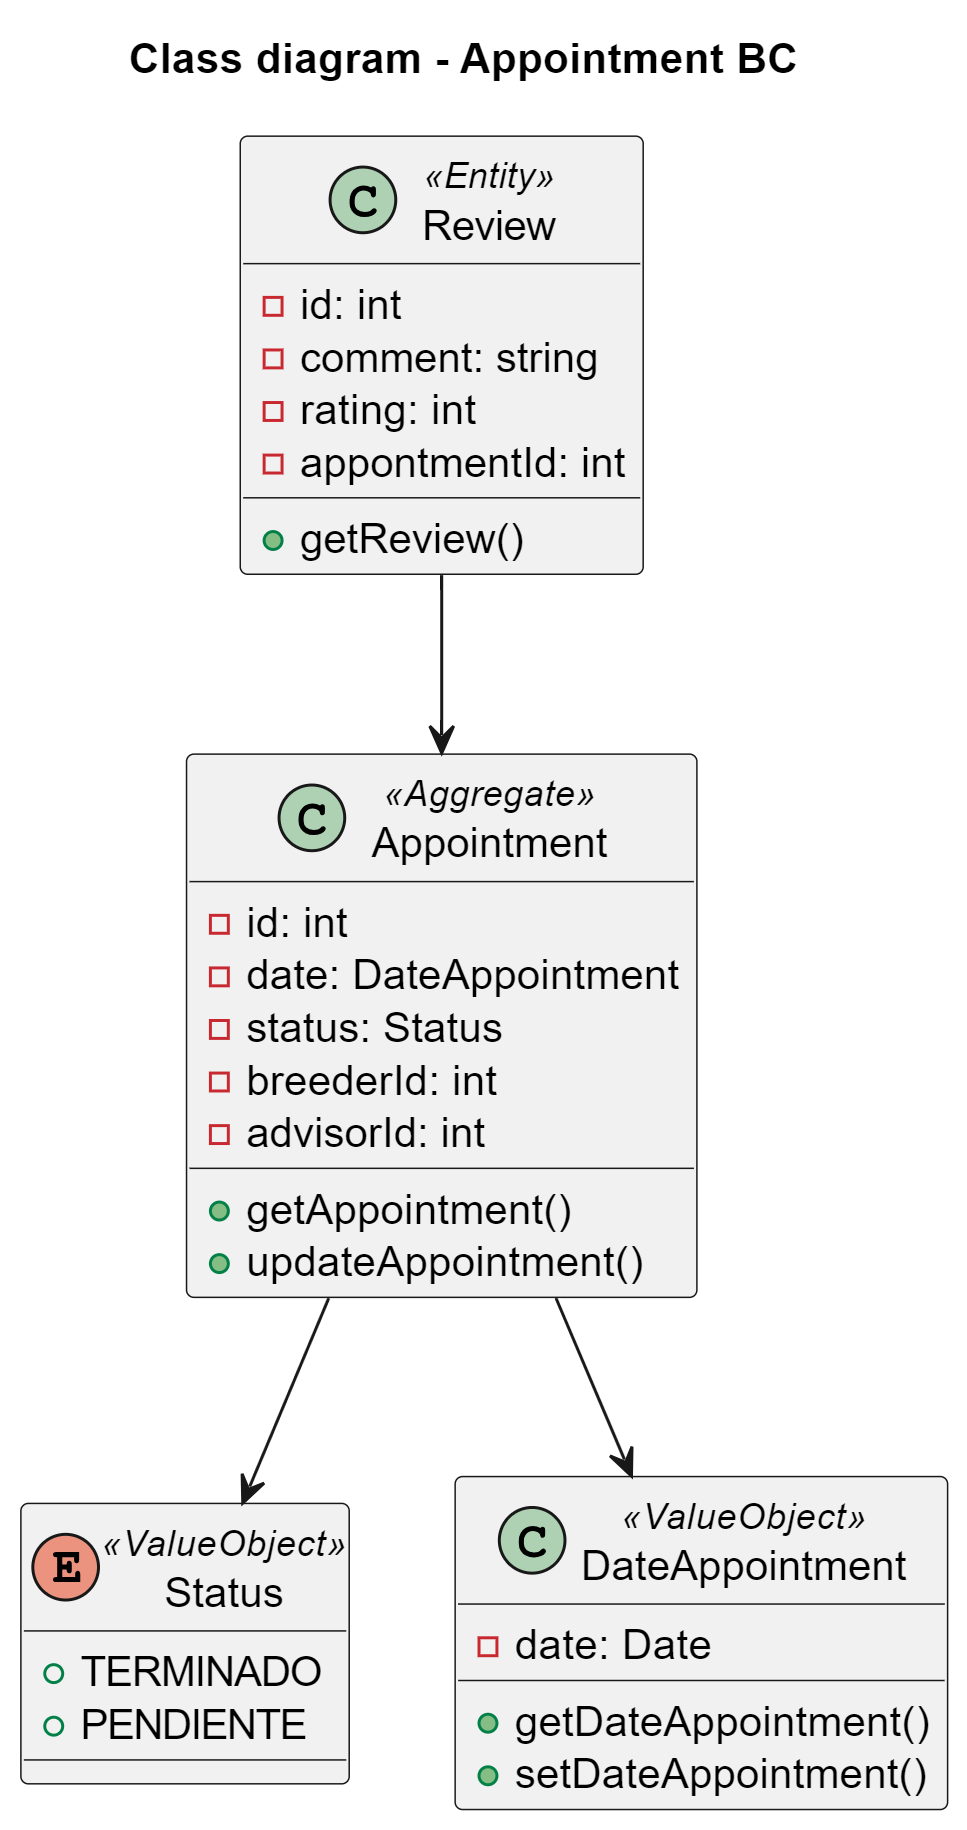 Class diagram - Appointment BC
C
«Entity»
Review
id: int
comment: string
rating: int
appontmentId: int
getReview()
C
«Aggregate»
Appointment
id: int
date: DateAppointment
status: Status
breederId: int
advisorId: int
getAppointment()
updateAppointment()
E
«ValueObject»
Status
TERMINADO
PENDIENTE
C
«ValueObject»
DateAppointment
date: Date
getDateAppointment()
setDateAppointment()